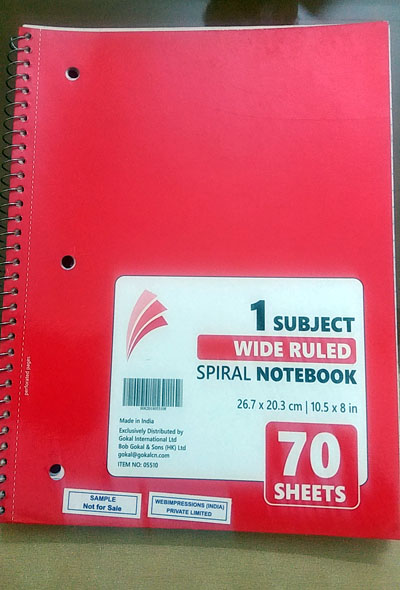 1 SUBJECT
WIDE RULED
SPIRAL NOTEBOOK
26.7 x 20.3 cm | 10.5 x 8 in
perforated pages
Made in India
Exclusively Distributed by
Gokal International Ltd
Bob Gokal & Sons (HK) Ltd
gokal@gokalcn.com
ITEM NO: 05510
70
SHEETS
SAMPLE
Not for Sale
WEBIMPRESSIONS (INDIA)
PRIVATE LIMITED